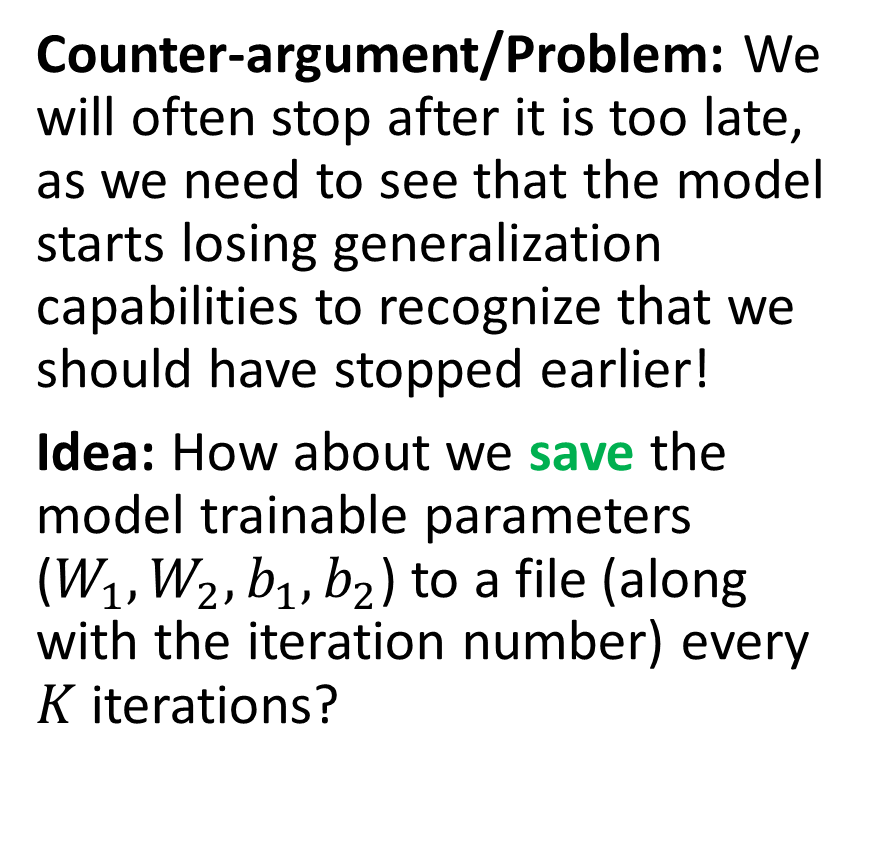 Counter-argument/Problem: We
will often stop after it is too late,
as we need to see that the model
starts losing generalization
capabilities to recognize that we
should have stopped earlier!
Idea: How about we save the
model trainable parameters
(𝑊₁, 𝑊₂, 𝑏₁, 𝑏₂) to a file (along
with the iteration number) every
𝐾 iterations?